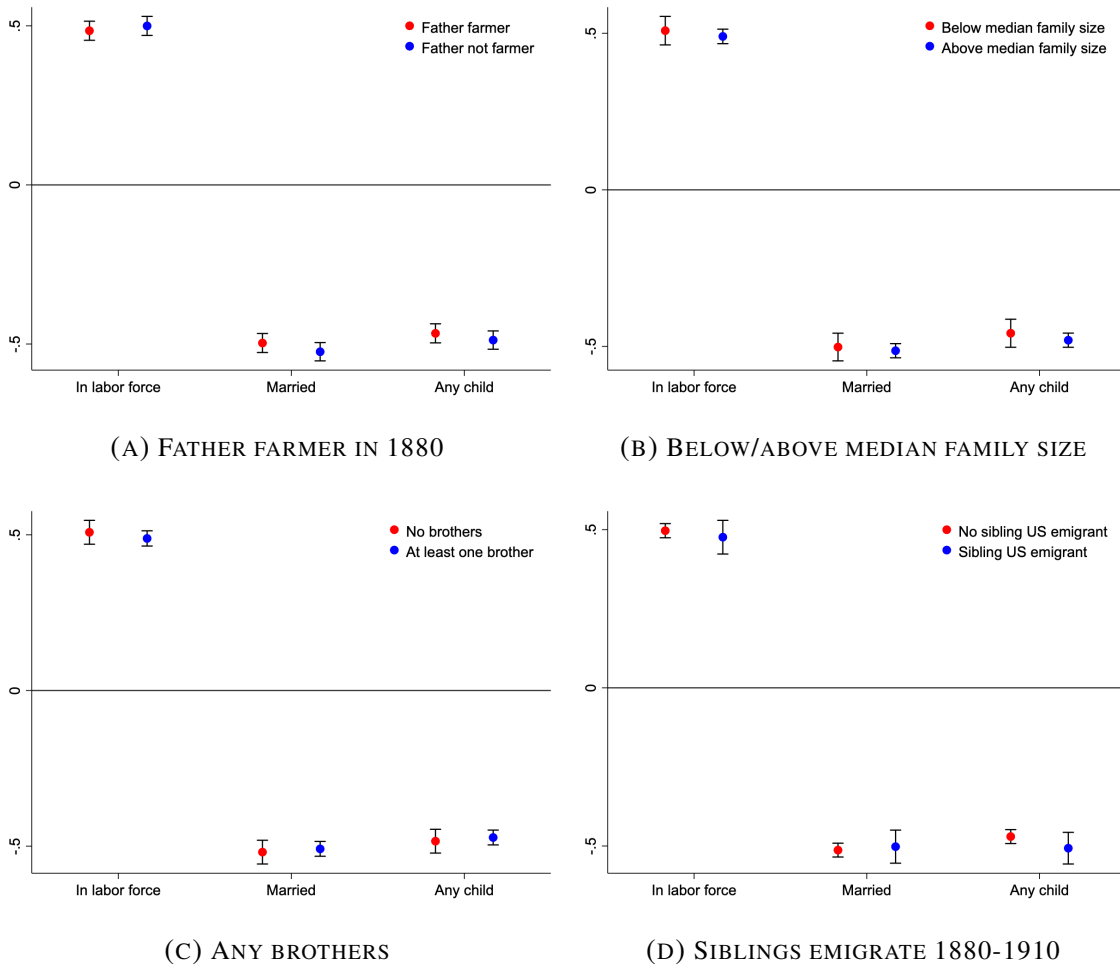 .5
0
-.5
Father farmer
Father not farmer
In labor force
Married
Any child
(A) FATHER FARMER IN 1880
.5
0
-.5
Below median family size
Above median family size
In labor force
Married
Any child
(B) BELOW/ABOVE MEDIAN FAMILY SIZE
.5
0
-.5
No brothers
At least one brother
In labor force
Married
Any child
(C) ANY BROTHERS
.5
0
-.5
No sibling US emigrant
Sibling US emigrant
In labor force
Married
Any child
(D) SIBLINGS EMIGRATE 1880-1910